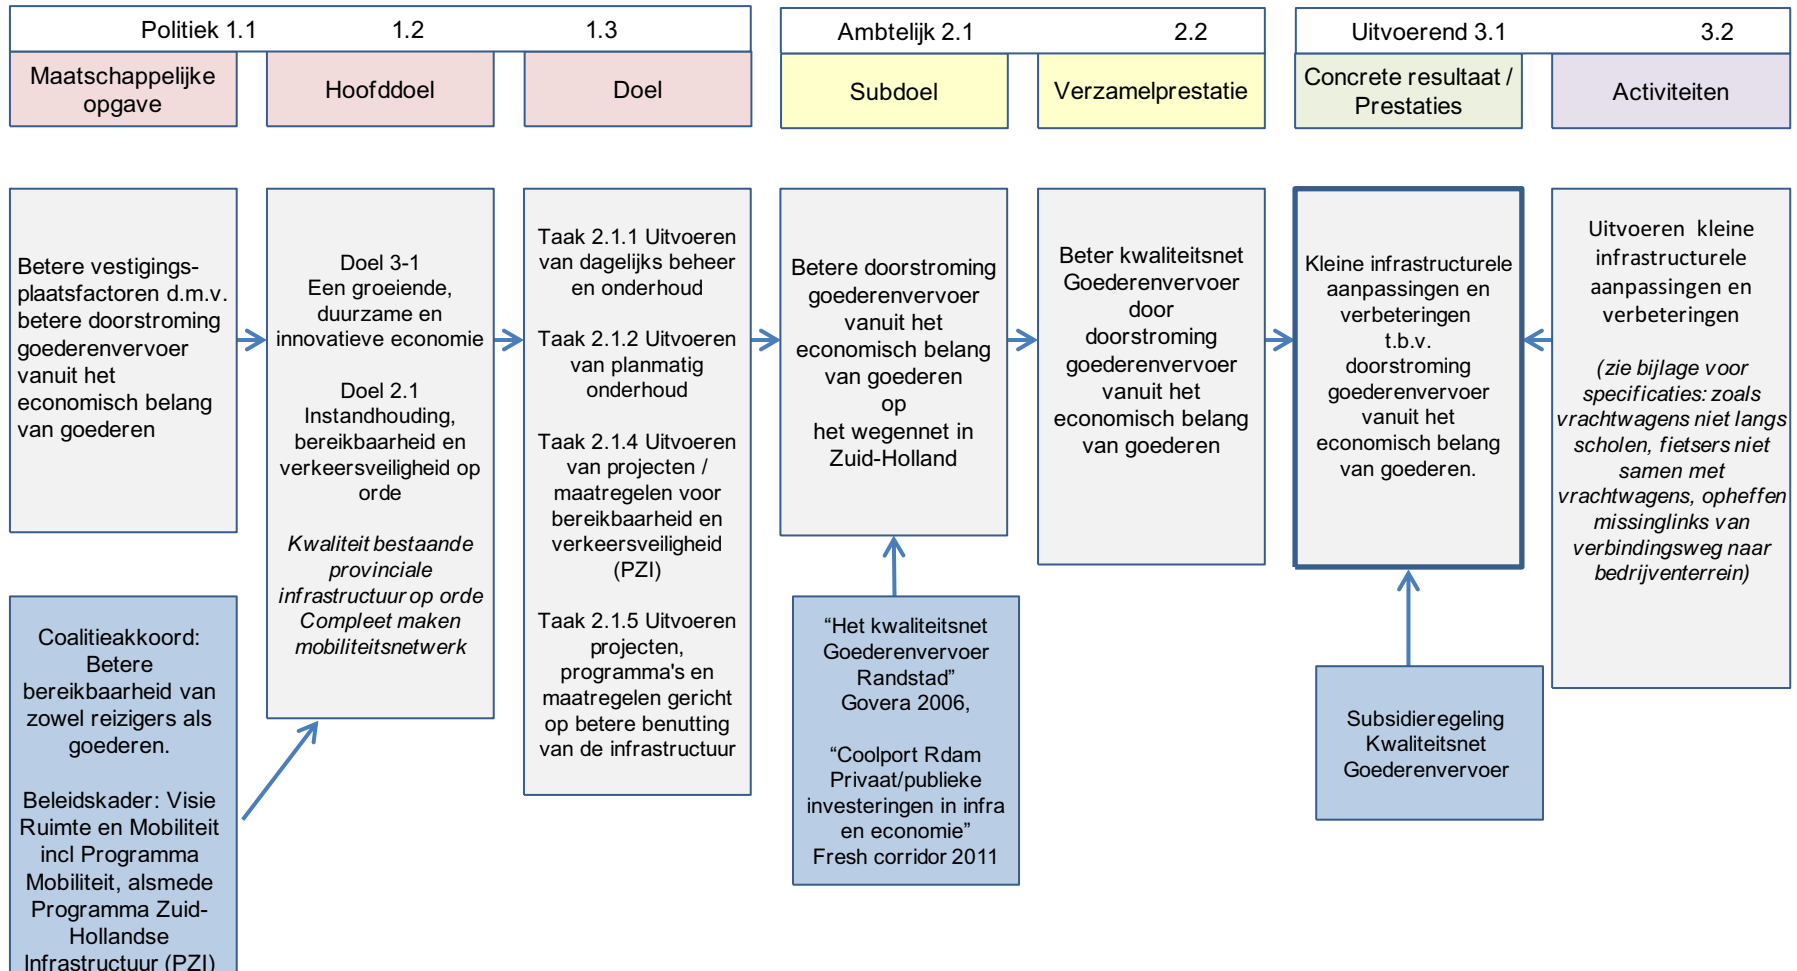 Politiek 1.1 1.2 1.3
Ambtelijk 2.1 2.2
Uitvoerend 3.1 3.2
Maatschappelijke
opgave
Hoofddoel
Doel
Subdoel
Verzamelprestatie
Concrete resultaat /
Prestaties
Activiteiten
Betere vestigings-
plaatsfactoren d.m.v.
betere doorstroming
goederenvervoer
vanuit het
economisch belang
van goederen
Doel 3-1
Een groeiende,
duurzame en
innovatieve economie
Doel 2.1
Instandhouding,
bereikbaarheid en
verkeersveiligheid op
orde
Kwaliteit bestaande
provinciale
infrastructuur op orde
Compleet maken
mobiliteitsnetwerk
Taak 2.1.1 Uitvoeren
van dagelijks beheer
en onderhoud
Taak 2.1.2 Uitvoeren
van planmatig
onderhoud
Taak 2.1.4 Uitvoeren
van projecten /
maatregelen voor
bereikbaarheid en
verkeersveiligheid
(PZI)
Taak 2.1.5 Uitvoeren
projecten,
programma's en
maatregelen gericht
op betere benutting
van de infrastructuur
Betere doorstroming
goederenvervoer
vanuit het
economisch belang
van goederen
op
het wegennet in
Zuid-Holland
Beter kwaliteitsnet
Goederenvervoer
door
doorstroming
goederenvervoer
vanuit het
economisch belang
van goederen
Kleine infrastructurele
aanpassingen en
verbeteringen
t.b.v.
doorstroming
goederenvervoer
vanuit het
economisch belang
van goederen.
Uitvoeren kleine
infrastructurele
aanpassingen en
verbeteringen
(zie bijlage voor
specificaties: zoals
vrachtwagens niet langs
scholen, fietsers niet
samen met
vrachtwagens, opheffen
missinglinks van
verbindingsweg naar
bedrijventerrein)
Coalitieakkoord:
Betere
bereikbaarheid van
zowel reizigers als
goederen.
Beleidskader: Visie
Ruimte en Mobiliteit
incl Programma
Mobiliteit, alsmede
Programma Zuid-
Hollandse
Infrastructuur (PZI)
“Het kwaliteitsnet
Goederenvervoer
Randstad”
Govera 2006,
“Coolport Rdam
Privaat/publieke
investeringen in infra
en economie”
Fresh corridor 2011
Subsidieregeling
Kwaliteitsnet
Goederenvervoer